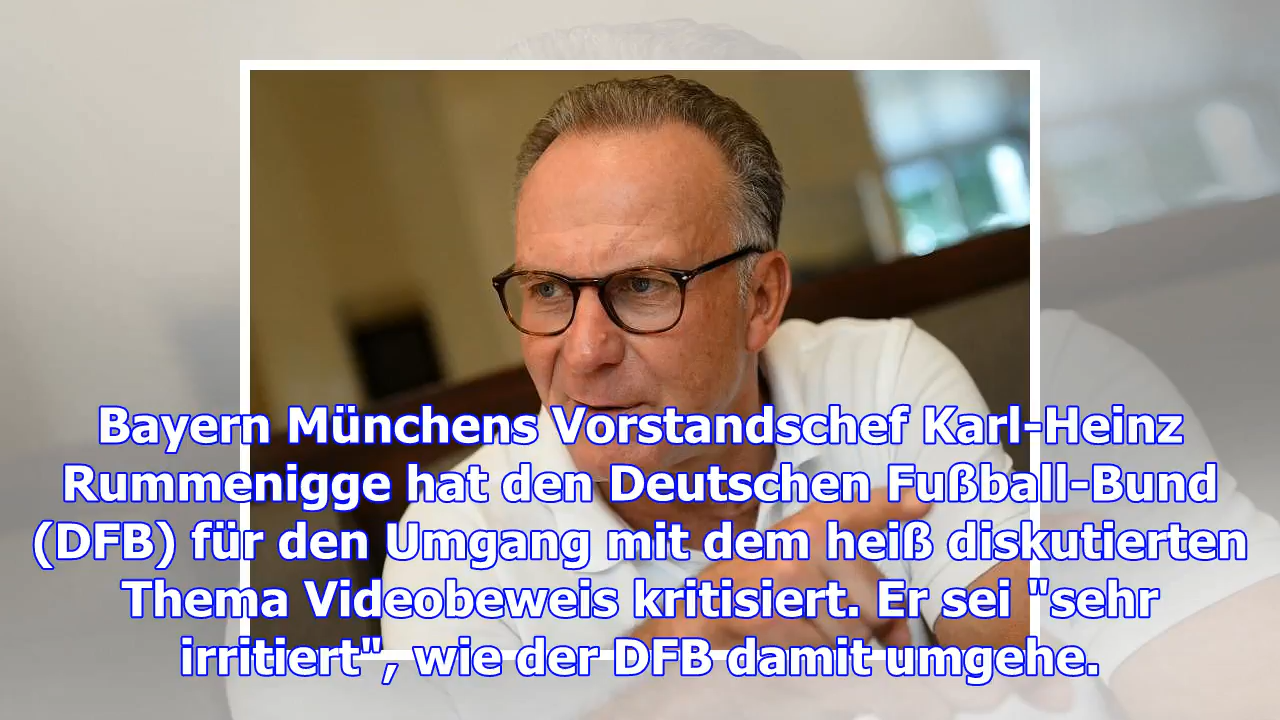 Bayern Münchens Vorstandschef Karl-Heinz
Rummenigge hat den Deutschen Fußball-Bund
(DFB) für den Umgang mit dem heiß diskutierten
Thema Videobeweis kritisiert. Er sei "sehr
irritiert", wie der DFB damit umgehe.